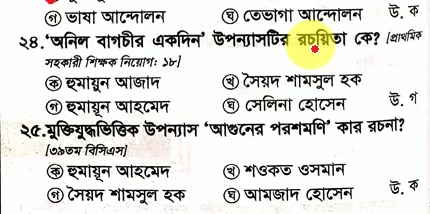 গ ভাষা আন্দোলন ঘ তেভাগা আন্দোলন উ. ক
২৪. 'অনিল বাগচীর একদিন' উপন্যাসটির রচয়িতা কে? [প্রাথমিক
সহকারী শিক্ষক নিয়োগ: ১৮]
ক হুমায়ুন আজাদ খ সৈয়দ শামসুল হক
গ হুমায়ূন আহমেদ ঘ সেলিনা হোসেন উ. গ
২৫. মুক্তিযুদ্ধভিত্তিক উপন্যাস 'আগুনের পরশমণি' কার রচনা?
[৩৯তম বিসিএস]
ক হুমায়ূন আহমেদ খ শওকত ওসমান
গ সৈয়দ শামসুল হক ঘ আমজাদ হোসেন উ. ক